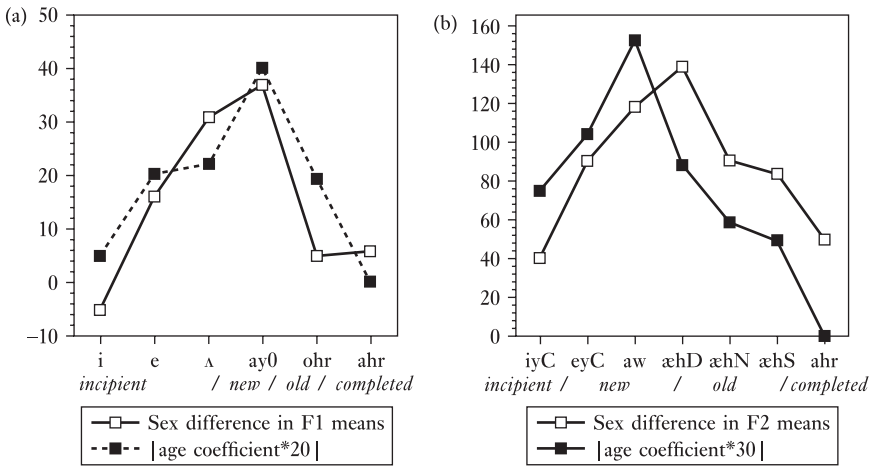 (a)
50
40
30
20
10
0
−10
i e ʌ ay0 ohr ahr
incipient / new / old / completed
Sex difference in F1 means
|age coefficient*20|
(b)
160
140
120
100
80
60
40
20
0
iyC eyC aw æhD æhN æhS ahr
incipient / new / old / completed
Sex difference in F2 means
|age coefficient*30|